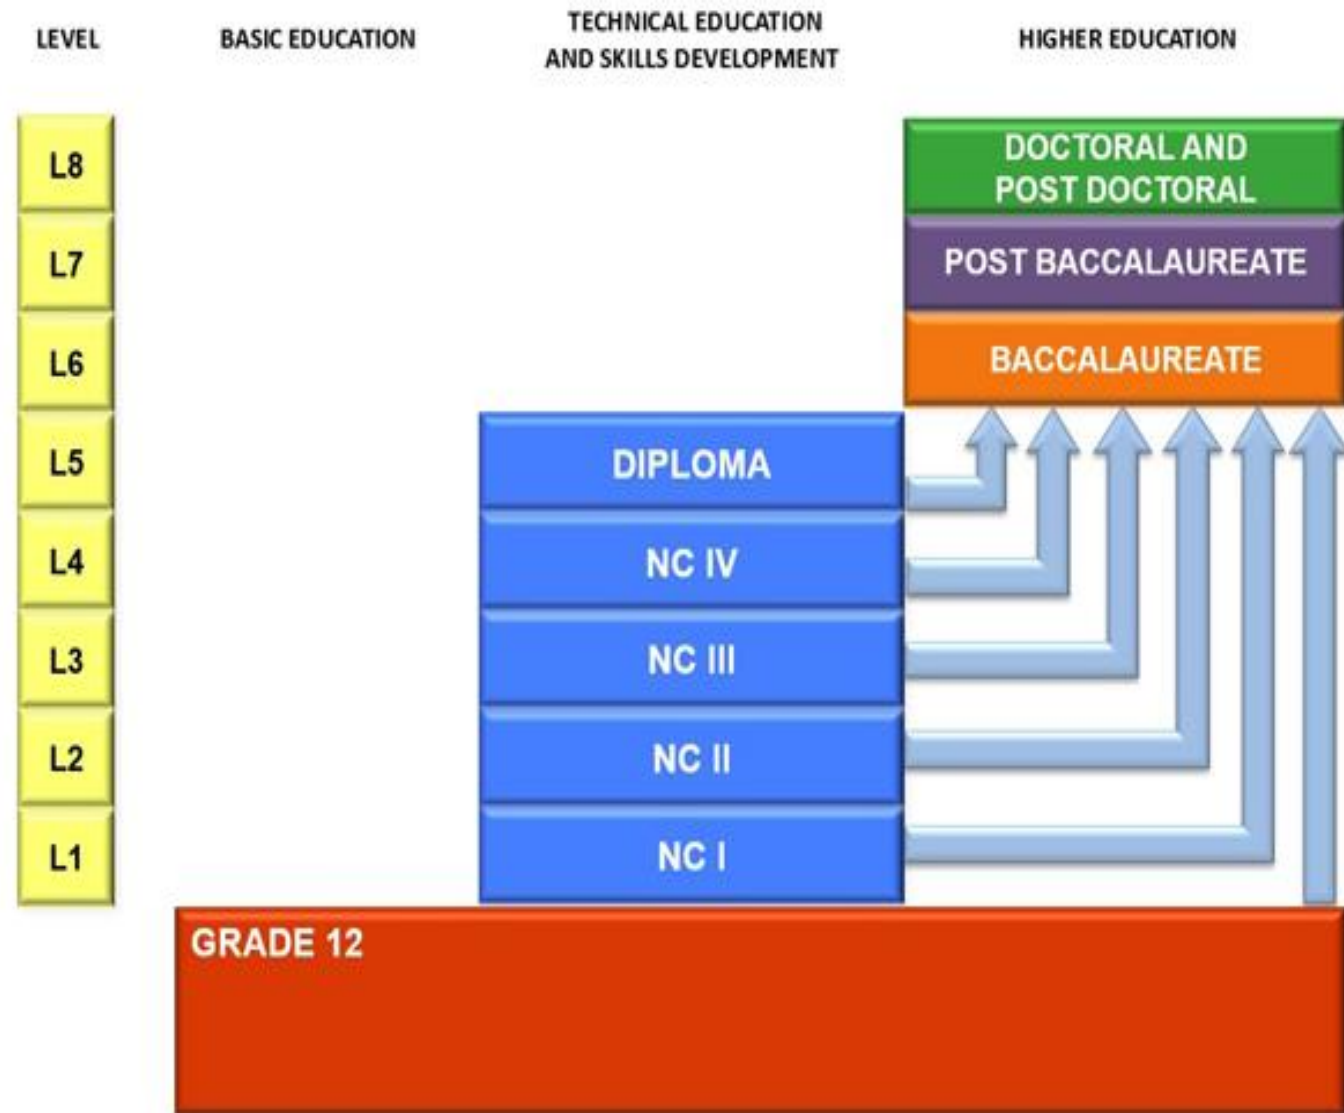 LEVEL
BASIC EDUCATION
TECHNICAL EDUCATION
AND SKILLS DEVELOPMENT
HIGHER EDUCATION
L8
DOCTORAL AND
POST DOCTORAL
L7
POST BACCALAUREATE
L6
BACCALAUREATE
L5
DIPLOMA
L4
NC IV
L3
NC III
L2
NC II
L1
NC I
GRADE 12